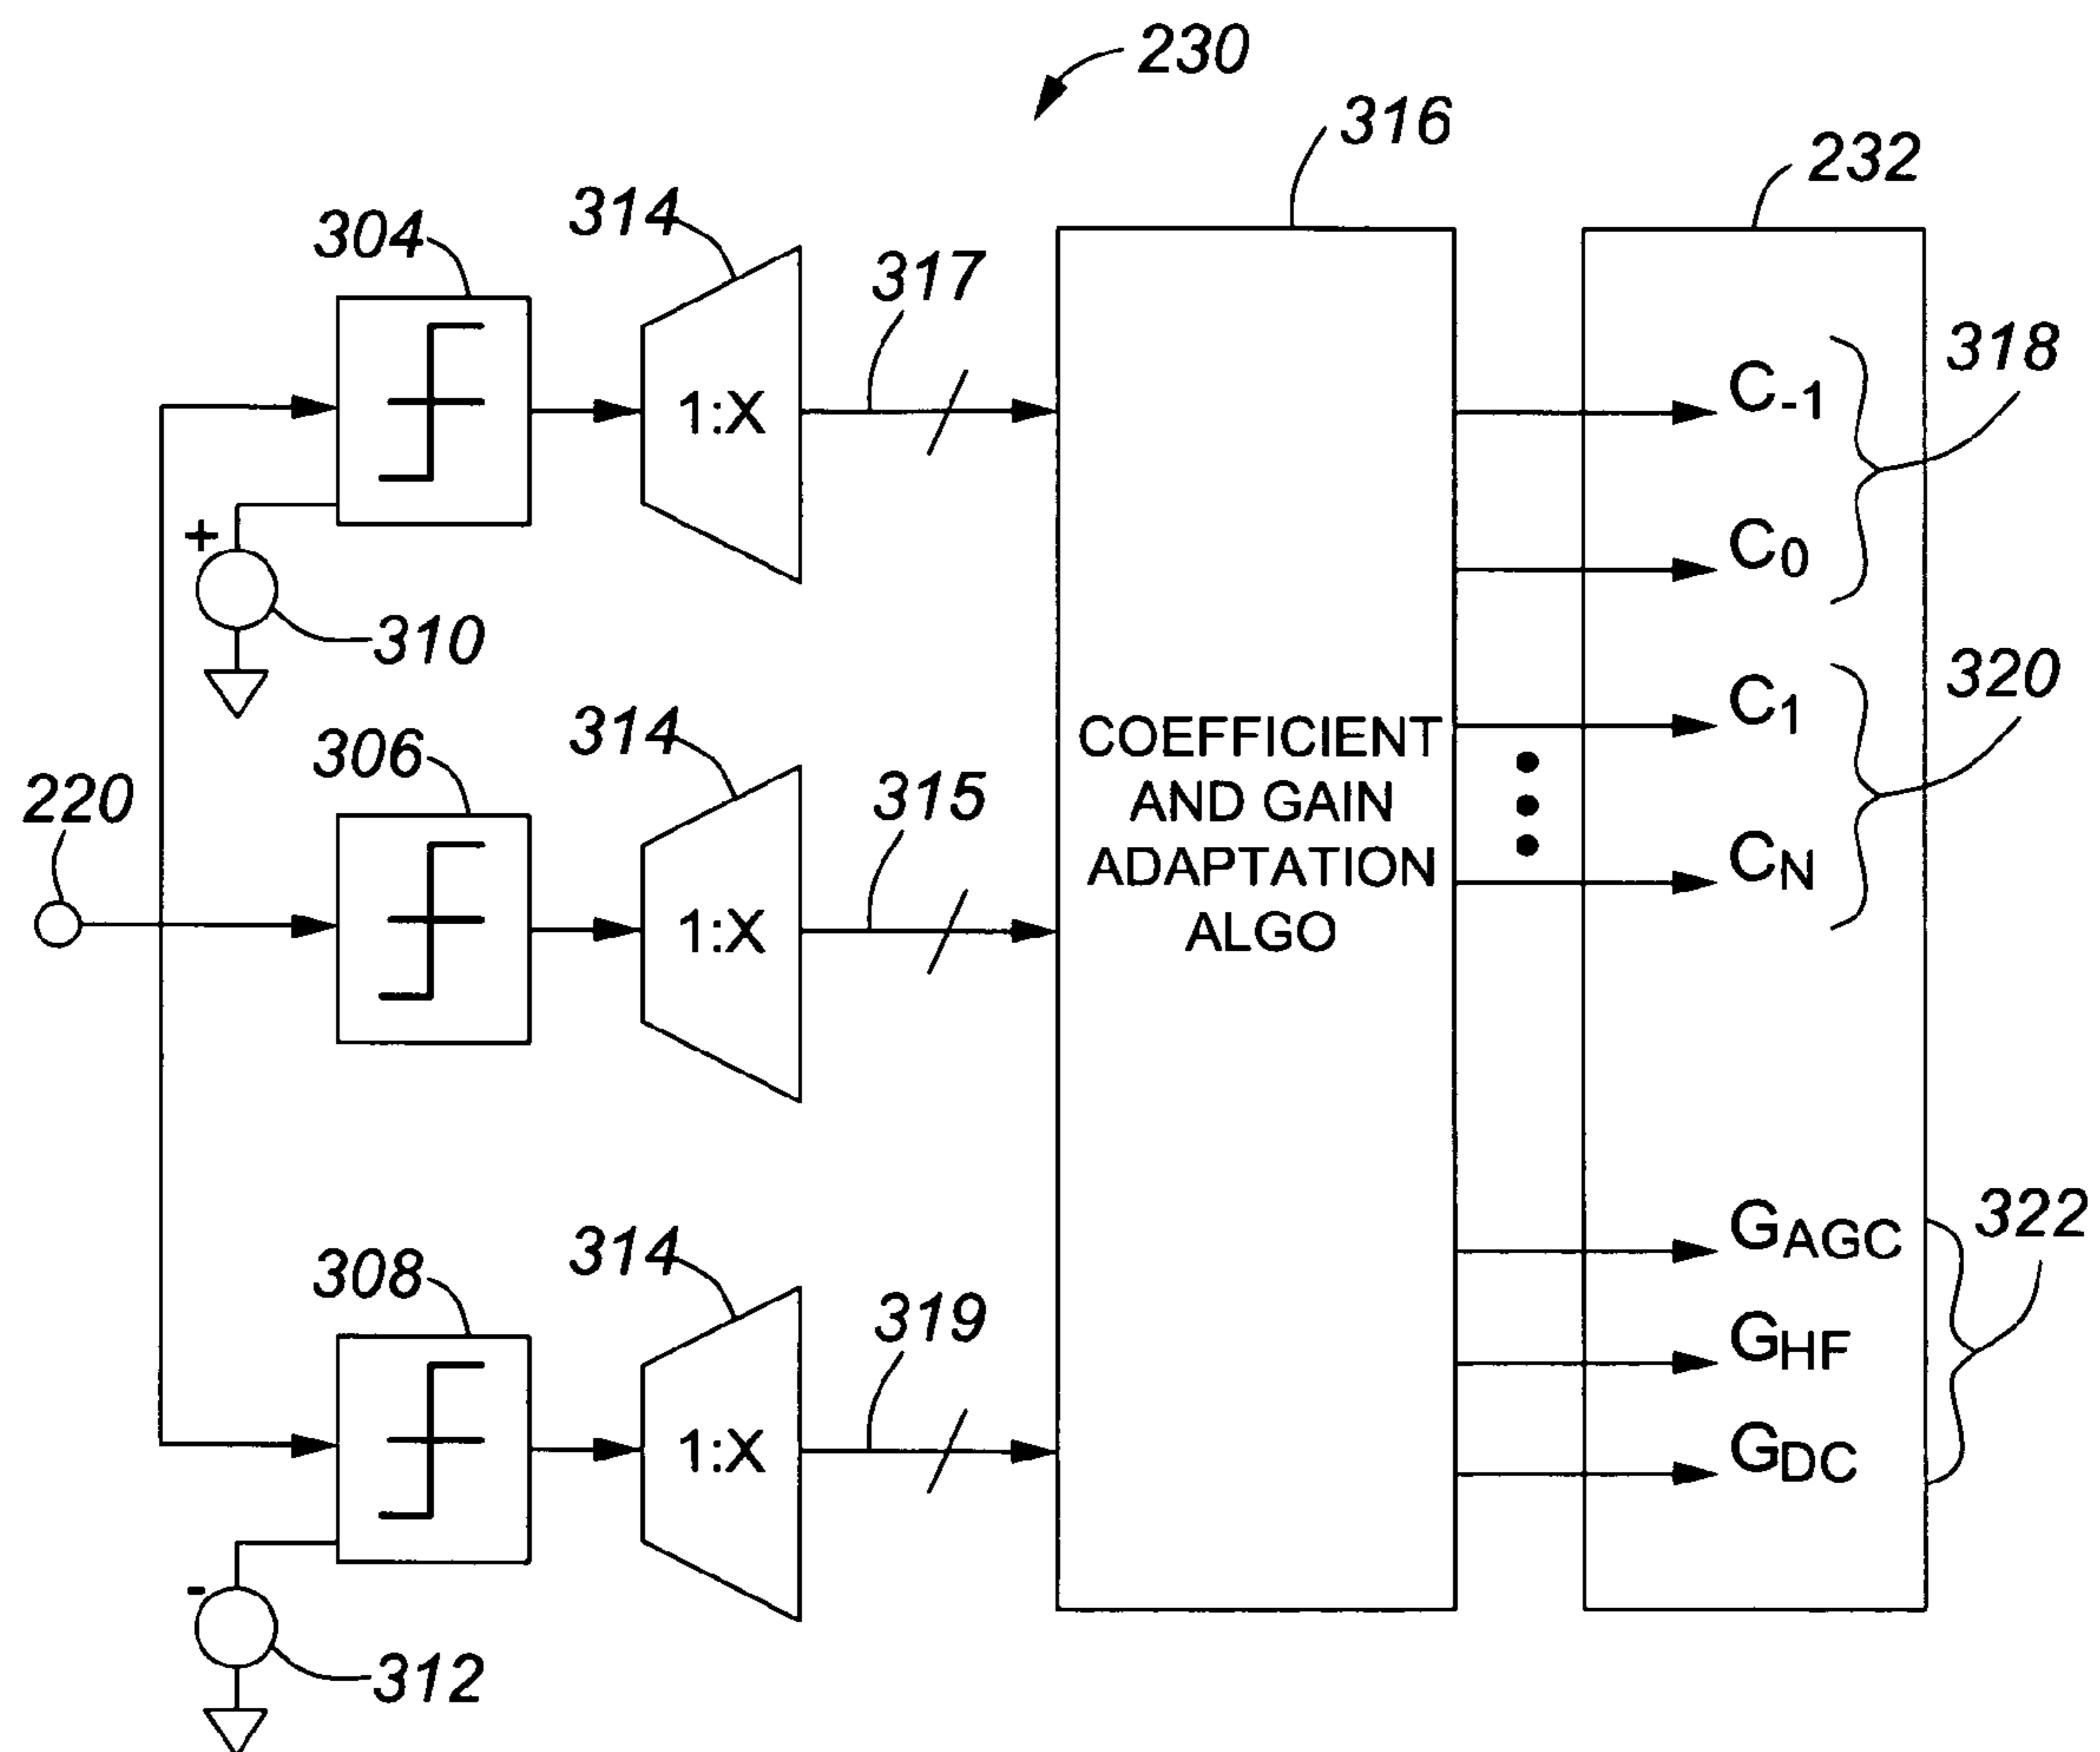 230
316
232
304
314
317
318
C-1
1:X
C0
+
310
320
C1
306
314
315
220
COEFFICIENT
AND GAIN
ADAPTATION
ALGO
CN
1:X
322
GAGC
308
314
319
GHF
GDC
1:X
-
312